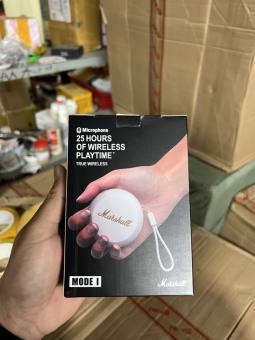 Microphone
25 HOURS
OF WIRELESS
PLAYTIME
TRUE WIRELESS
Marshall
MODE I
Marshall